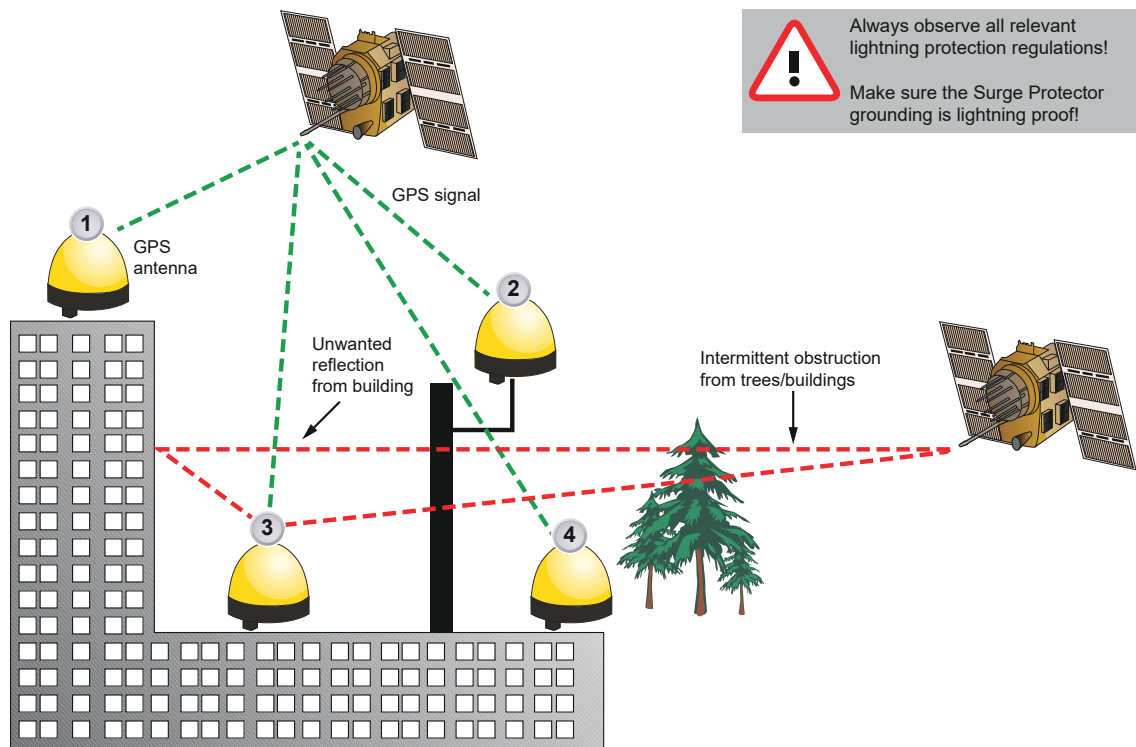 Always observe all relevant
lightning protection regulations!
Make sure the Surge Protector
grounding is lightning proof!
!
GPS signal
1
GPS
antenna
2
Unwanted
reflection
from building
Intermittent obstruction
from trees/buildings
3
4